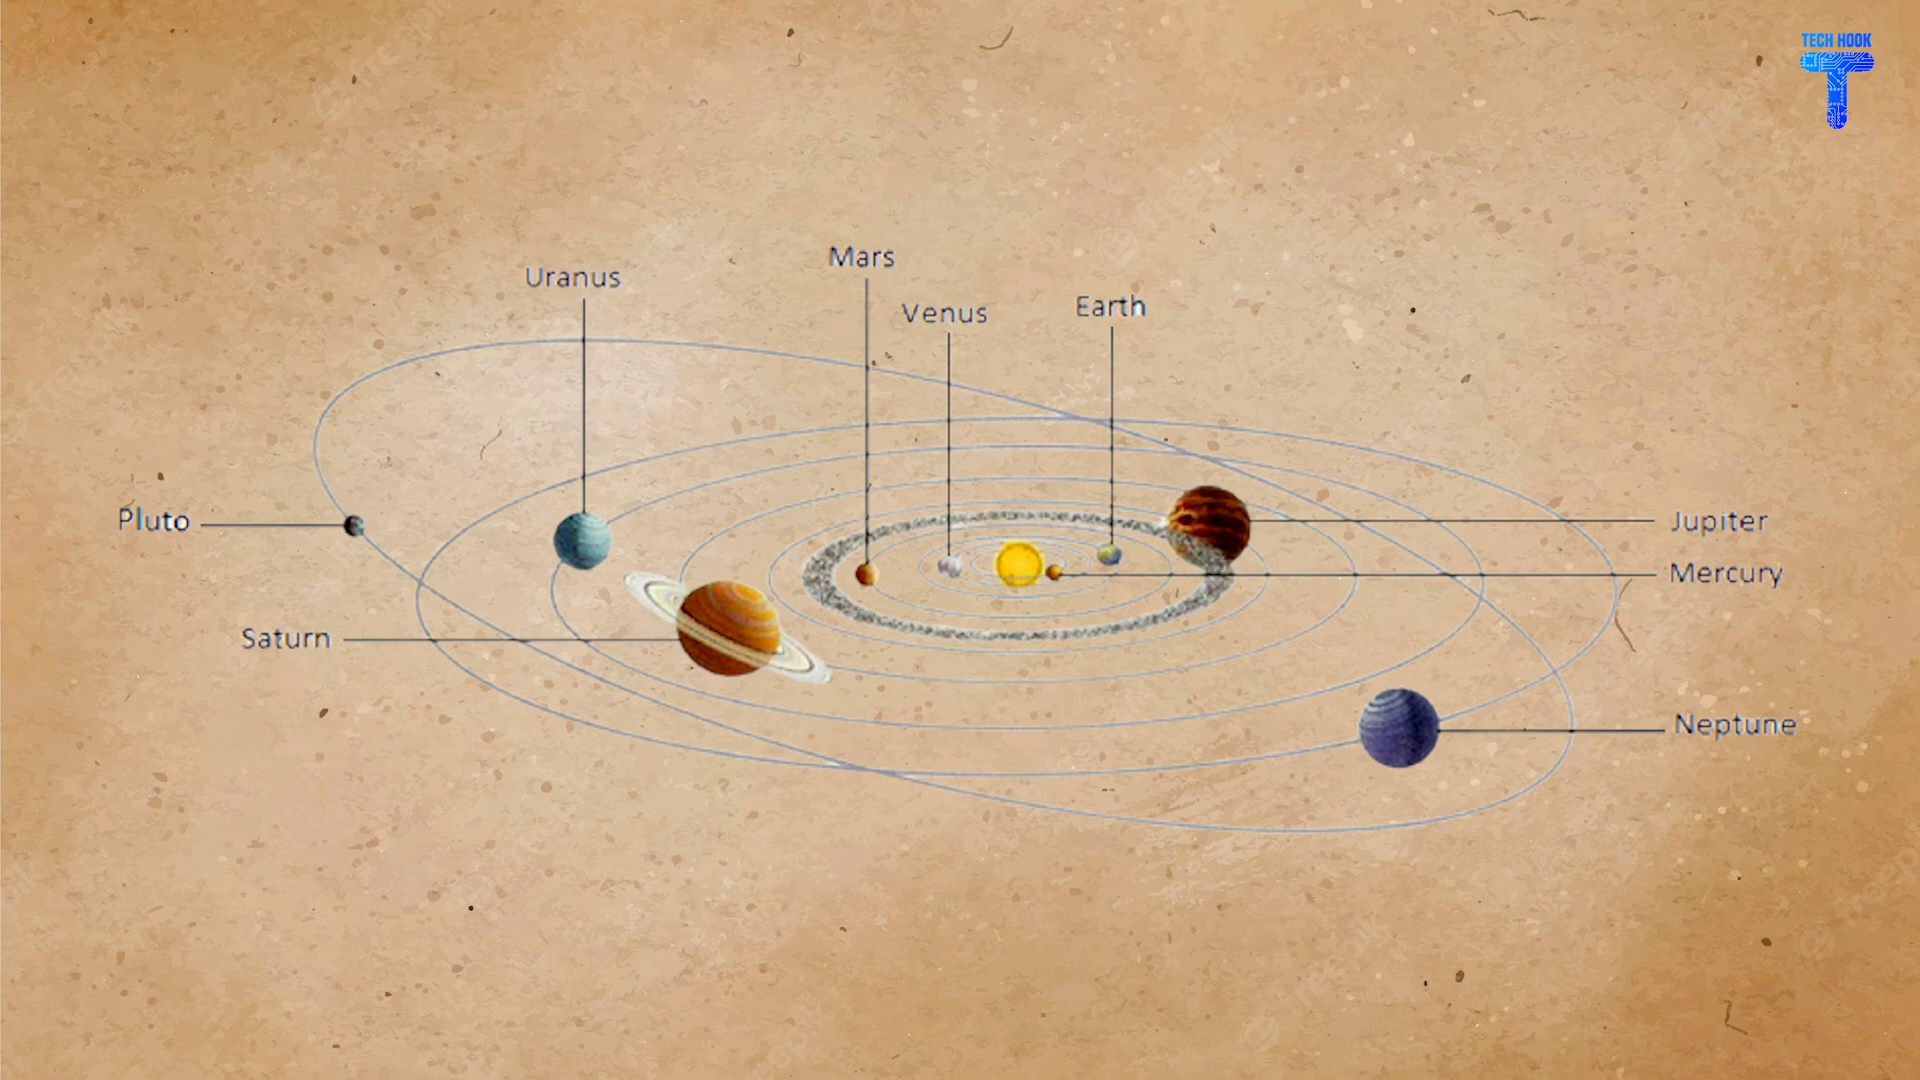 TECH HOOK
Mars
Uranus
Venus
Earth
Pluto
Jupiter
Mercury
Saturn
Neptune